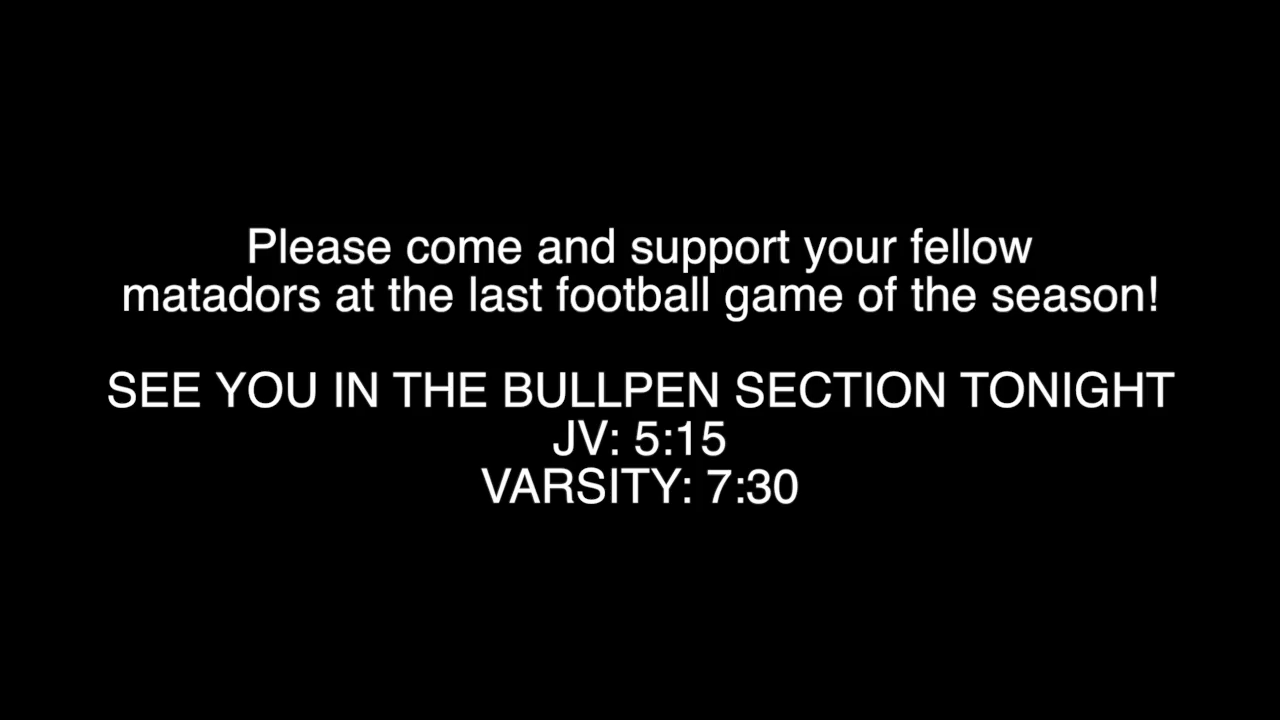 Please come and support your fellow
matadors at the last football game of the season!
SEE YOU IN THE BULLPEN SECTION TONIGHT
JV: 5:15
VARSITY: 7:30